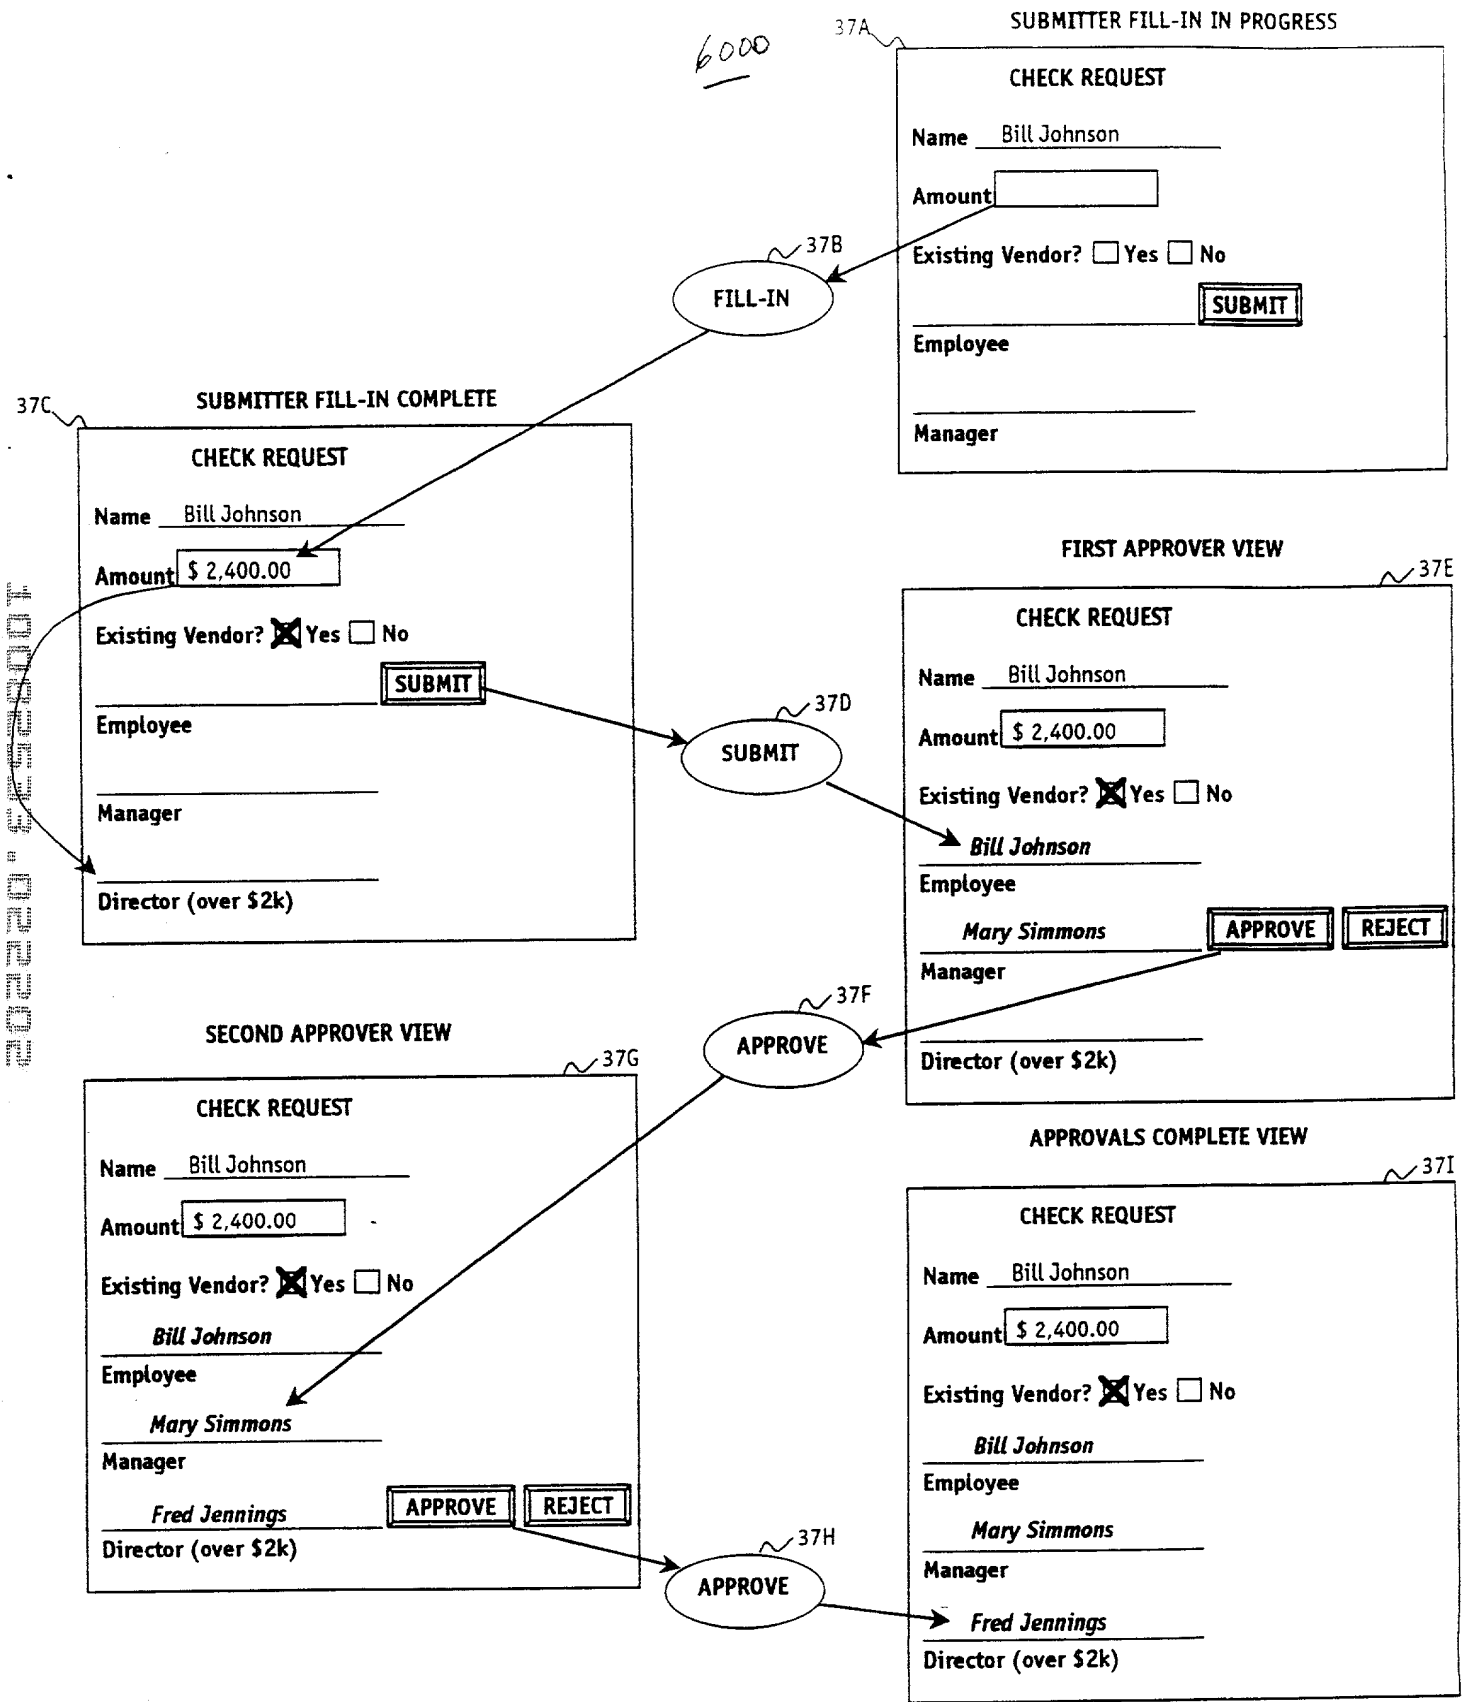 6000
SUBMITTER FILL-IN IN PROGRESS
37A
CHECK REQUEST
Name Bill Johnson
Amount
Existing Vendor? Yes No
SUBMIT
Employee
Manager
37B
FILL-IN
SUBMITTER FILL-IN COMPLETE
37C
CHECK REQUEST
Name Bill Johnson
Amount $ 2,400.00
Existing Vendor? Yes No
SUBMIT
Employee
Manager
Director (over $2k)
37D
SUBMIT
FIRST APPROVER VIEW
37E
CHECK REQUEST
Name Bill Johnson
Amount $ 2,400.00
Existing Vendor? Yes No
Bill Johnson
Employee
Mary Simmons APPROVE REJECT
Manager
Director (over $2k)
37F
APPROVE
SECOND APPROVER VIEW
37G
CHECK REQUEST
Name Bill Johnson
Amount $ 2,400.00
Existing Vendor? Yes No
Bill Johnson
Employee
Mary Simmons
Manager
Fred Jennings APPROVE REJECT
Director (over $2k)
37H
APPROVE
APPROVALS COMPLETE VIEW
37I
CHECK REQUEST
Name Bill Johnson
Amount $ 2,400.00
Existing Vendor? Yes No
Bill Johnson
Employee
Mary Simmons
Manager
Fred Jennings
Director (over $2k)